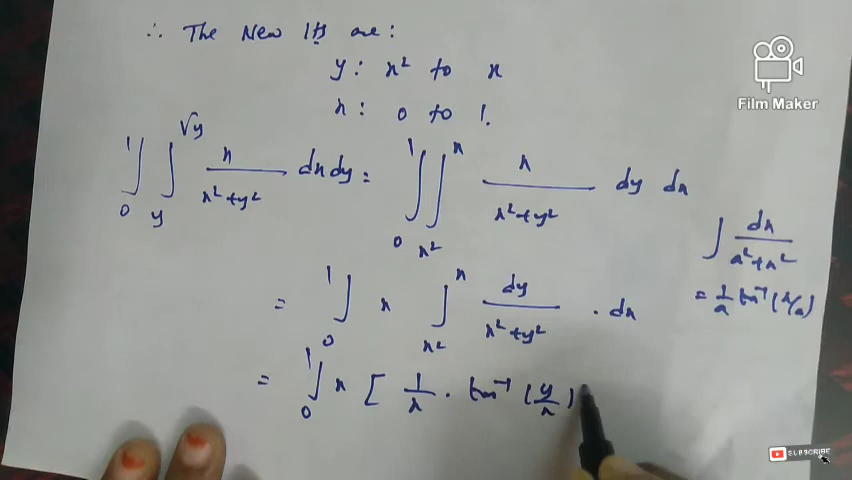 ∴ The New lts are:
y: x² to x
x: 0 to 1.
∫₀¹ ∫_y^√y x/(x²+y²) dxdy = ∫₀¹ ∫_{x²}^x x/(x²+y²) dy dx
∫ dx/(a²+x²)
= 1/a tan⁻¹(x/a)
= ∫₀¹ x ∫_{x²}^x dy/(x²+y²) . dx
= ∫₀¹ x [ 1/x . tan⁻¹(y/x)
Film Maker
SUBSCRIBE